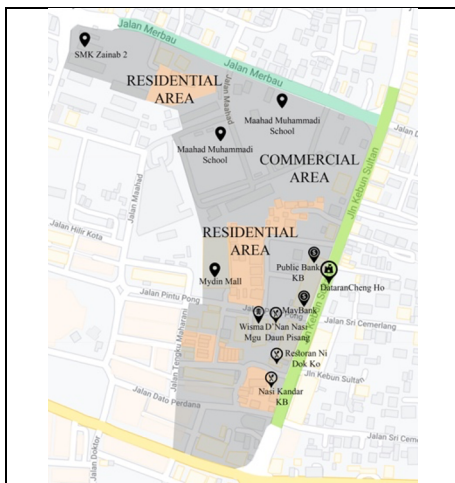 SMK Zainab 2
Jalan Merbau
RESIDENTIAL
AREA
Jalan Merbau
Jalan Maahad
Maahad Muhammadi
School
Maahad Muhammadi
School
COMMERCIAL
AREA
Jalan Maahad
Jln Kebun Sultan
Jalan Hilir Kota
RESIDENTIAL
AREA
Public Bank
KB
Mydin Mall
DataranCheng Ho
Jalan Pintu Pong
MayBank
Wisma
Mgu
D'Nan Nasi
Daun Pisang
Jalan Sri Cemerlang
Jalan Tengku Maharani
Restoran Ni
Dok Ko
Jln Kebun Sultan
Nasi Kandar
KB
Jalan Dato Perdana
Jalan Doktor
Jalan Sri Ceme